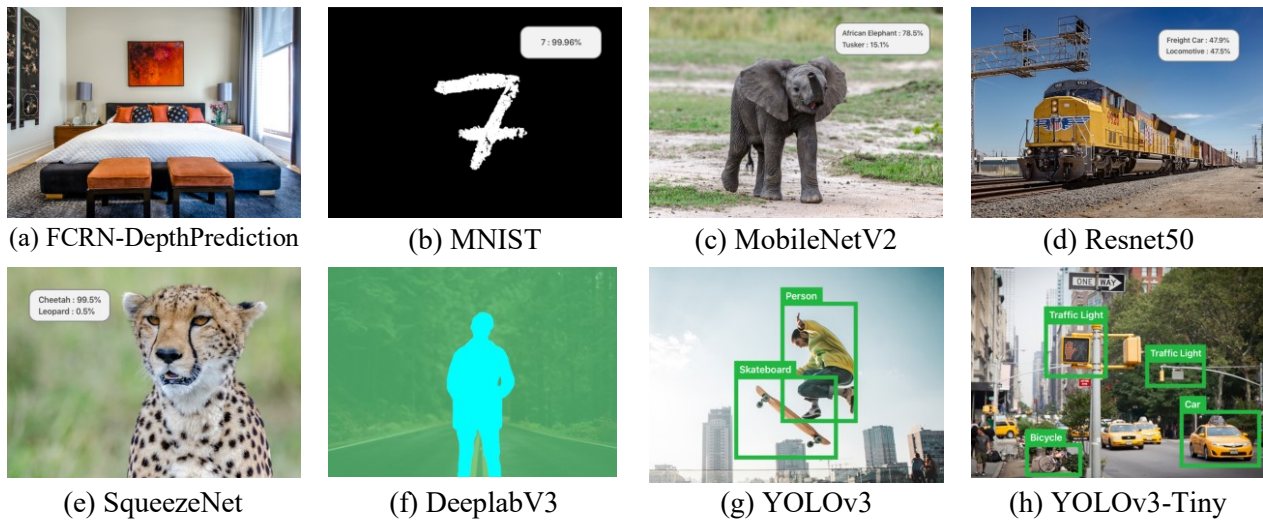 7 : 99.96%
African Elephant : 78.5%
Tusker : 15.1%
Freight Car : 47.9%
Locomotive : 47.5%
(a) FCRN-DepthPrediction
(b) MNIST
(c) MobileNetV2
(d) Resnet50
Cheetah : 99.5%
Leopard : 0.5%
Person
Skateboard
ONE WAY
Traffic Light
Traffic Light
Car
Bicycle
(e) SqueezeNet
(f) DeeplabV3
(g) YOLOv3
(h) YOLOv3-Tiny